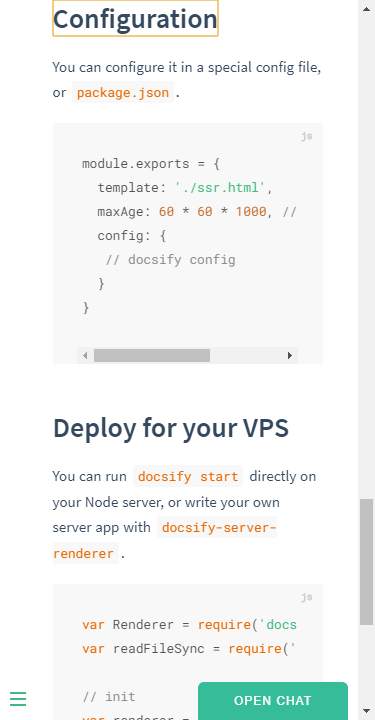 Configuration
You can configure it in a special config file,
or package.json .
js
module.exports = {
  template: './ssr.html',
  maxAge: 60 * 60 * 1000, //
  config: {
   // docsify config
  }
}
Deploy for your VPS
You can run docsify start directly on
your Node server, or write your own
server app with docsify-server-
renderer .
js
var Renderer = require('docs
var readFileSync = require('
// init
var renderer =
OPEN CHAT